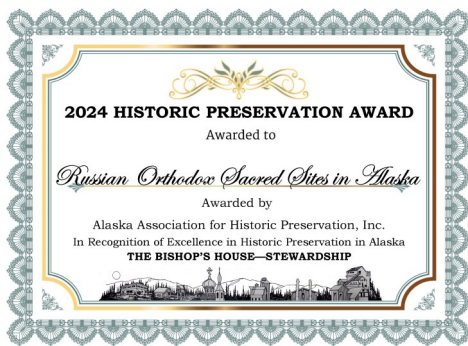 2024 HISTORIC PRESERVATION AWARD
Awarded to
Russian Orthodox Sacred Sites in Alaska
Awarded by
Alaska Association for Historic Preservation, Inc.
In Recognition of Excellence in Historic Preservation in Alaska
THE BISHOP'S HOUSE—STEWARDSHIP